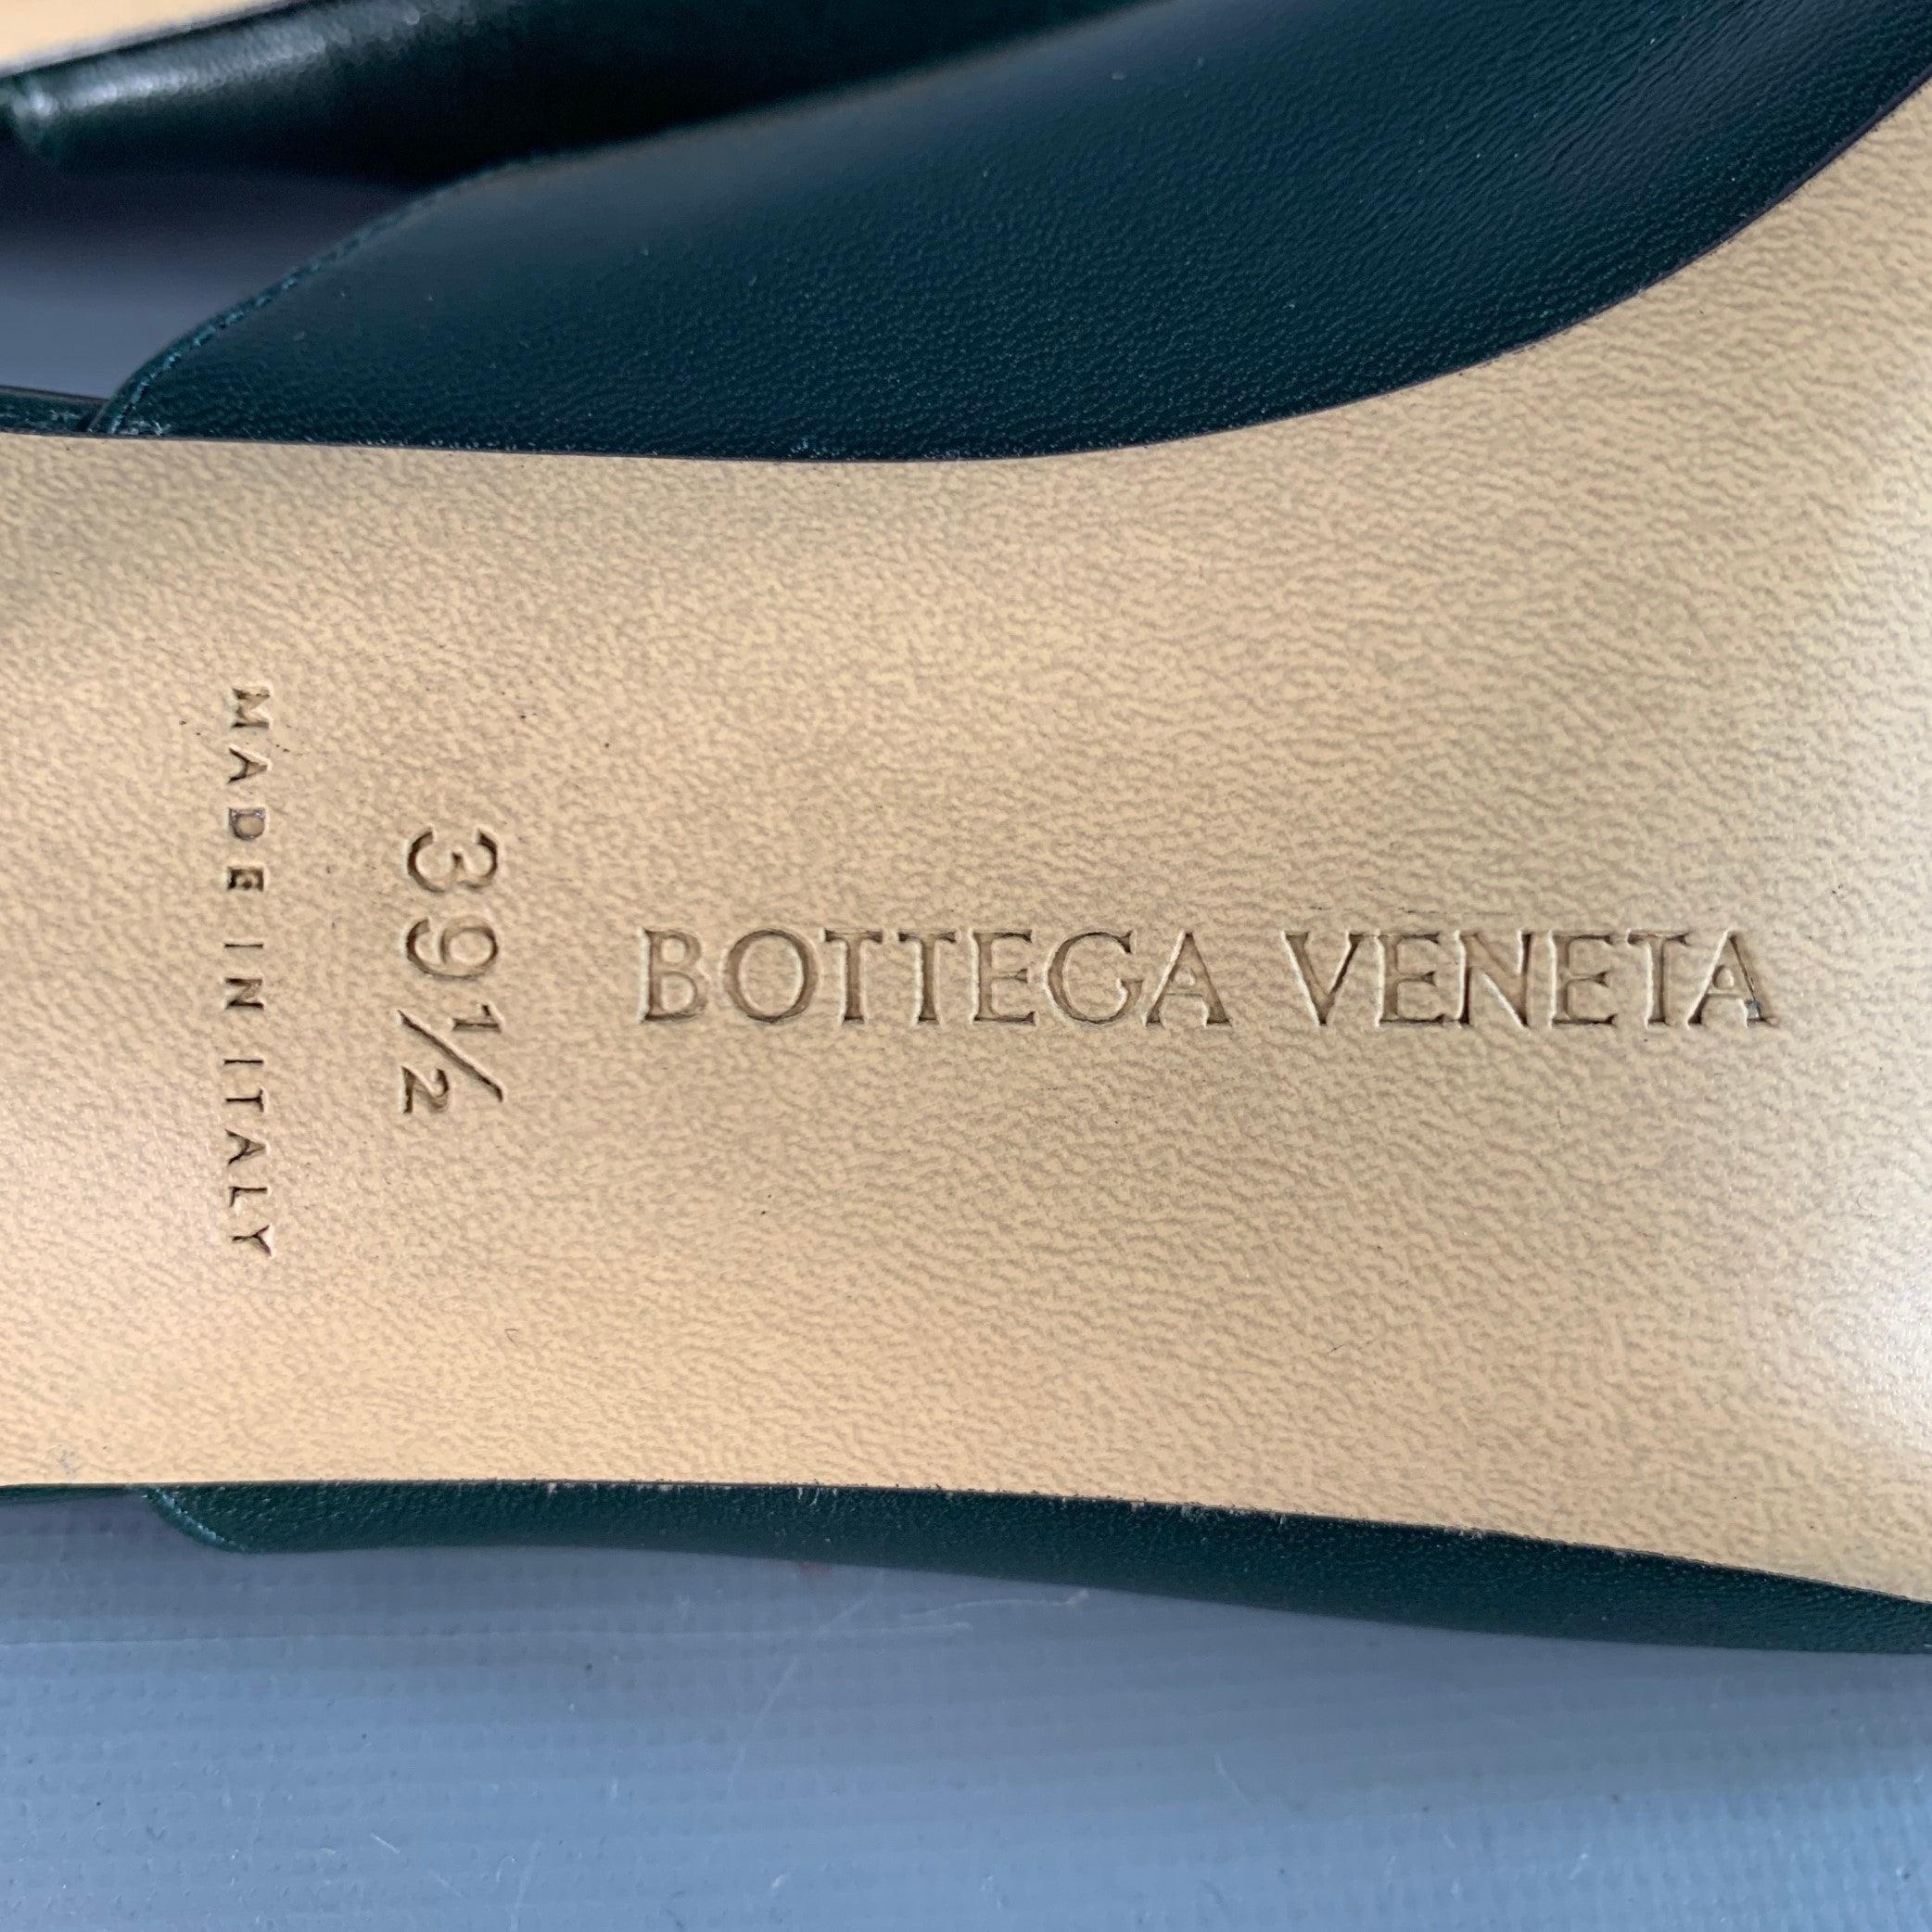 BOTTEGA VENETA
39½
MADE IN ITALY